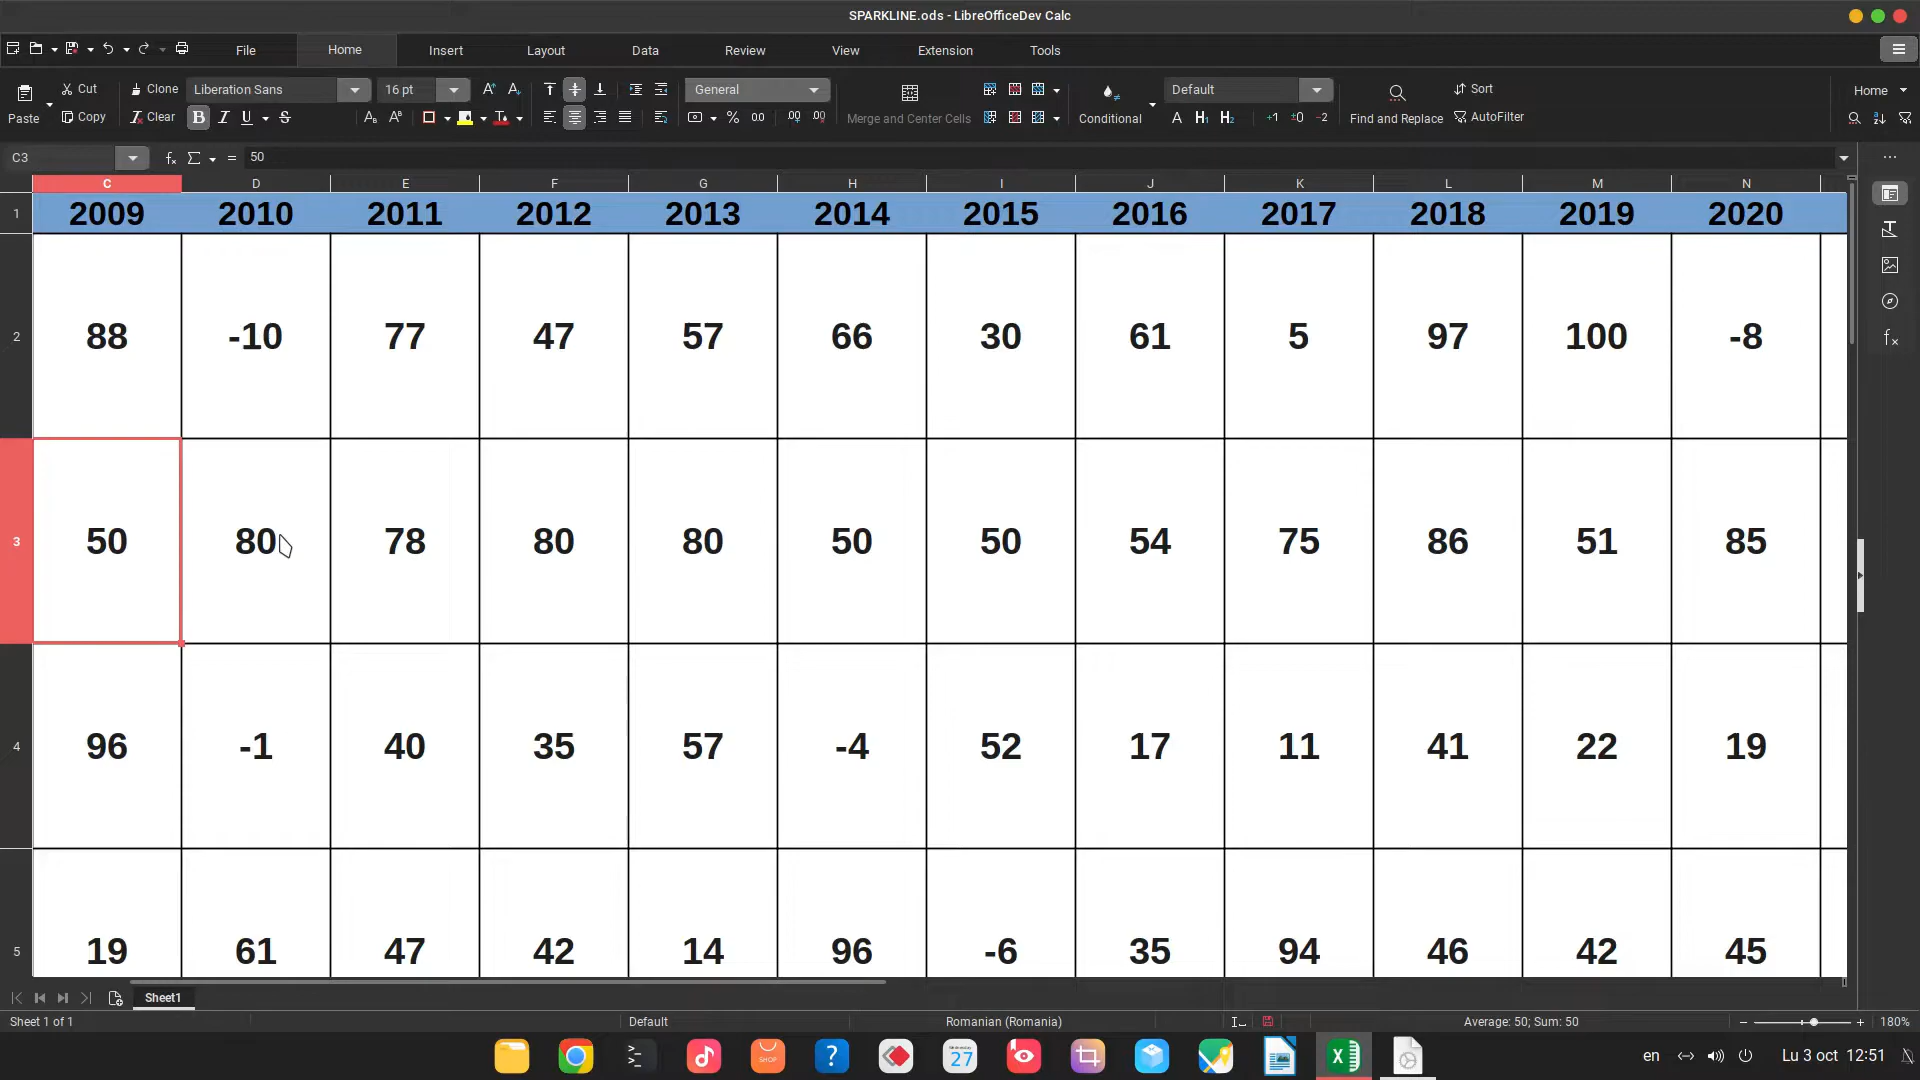 SPARKLINE.ods - LibreOfficeDev Calc
File Home Insert Layout Data Review View Extension Tools
Paste Cut Copy Clone Clear Liberation Sans 16 pt General Merge and Center Cells Conditional Default Find and Replace Sort AutoFilter Home
C3 = 50
C D E F G H I J K L M N
1 2009 2010 2011 2012 2013 2014 2015 2016 2017 2018 2019 2020
2 88 -10 77 47 57 66 30 61 5 97 100 -8
3 50 80 78 80 80 50 50 54 75 86 51 85
4 96 -1 40 35 57 -4 52 17 11 41 22 19
5 19 61 47 42 14 96 -6 35 94 46 42 45
Sheet1
Sheet 1 of 1 Default Romanian (Romania) Average: 50; Sum: 50 180%
SHOP 27 en Lu 3 oct 12:51